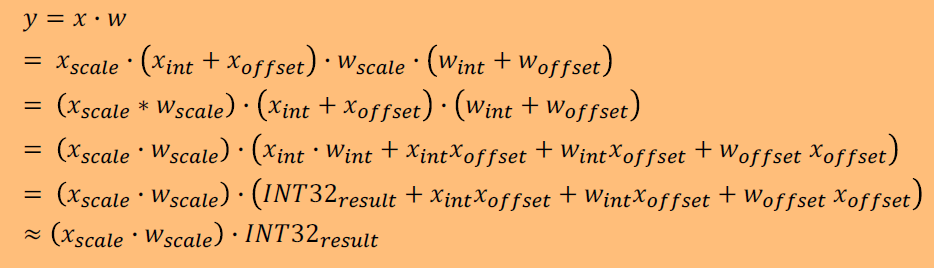 y = x · w
= x_scale · (x_int + x_offset) · w_scale · (w_int + w_offset)
= (x_scale * w_scale) · (x_int + x_offset) · (w_int + w_offset)
= (x_scale · w_scale) · (x_int · w_int + x_int x_offset + w_int x_offset + w_offset x_offset)
= (x_scale · w_scale) · (INT32_result + x_int x_offset + w_int x_offset + w_offset x_offset)
≈ (x_scale · w_scale) · INT32_result